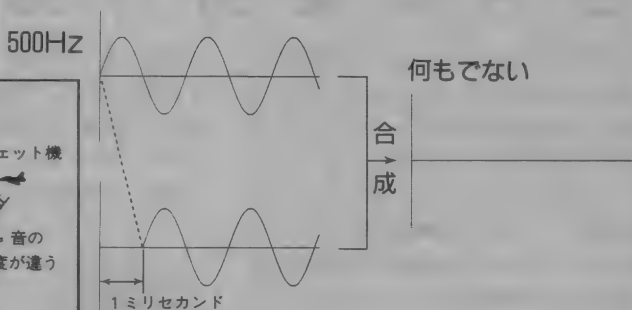 500Hz
何もでない
合
成
ェット機
音の
度が違う
1ミリセカンド